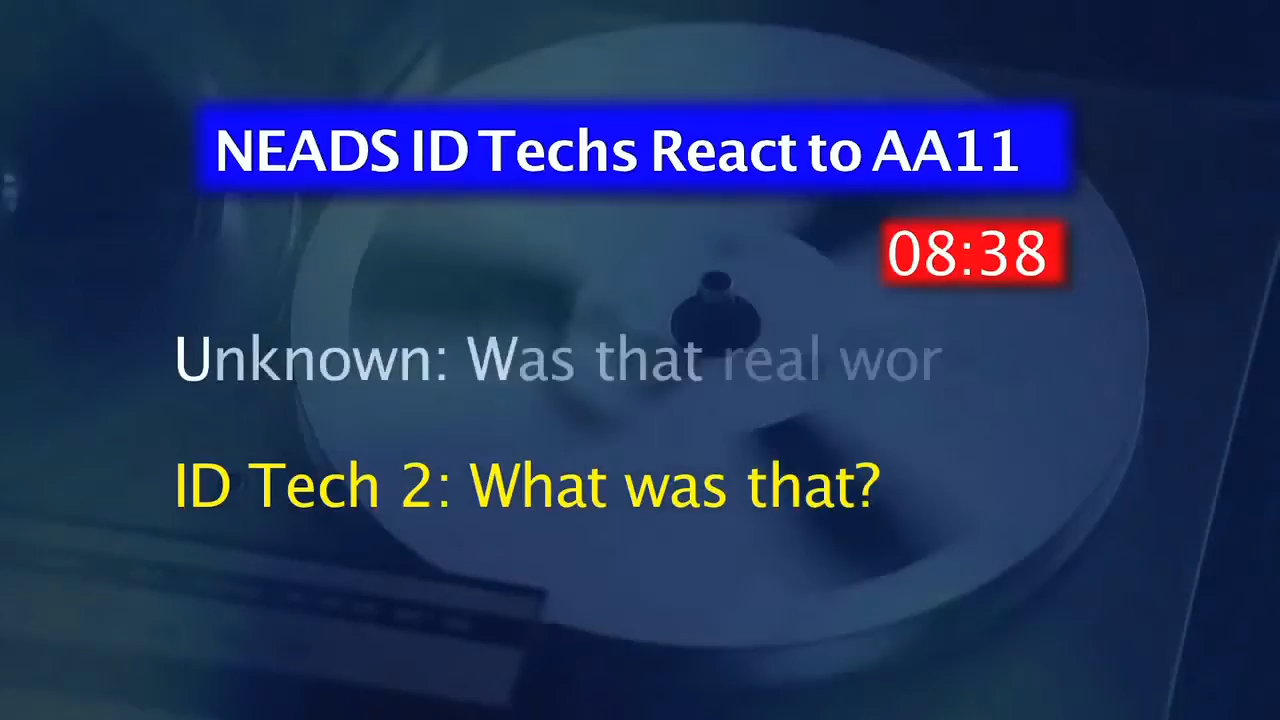 NEADS ID Techs React to AA11
08:38
Unknown: Was that real wor
ID Tech 2: What was that?